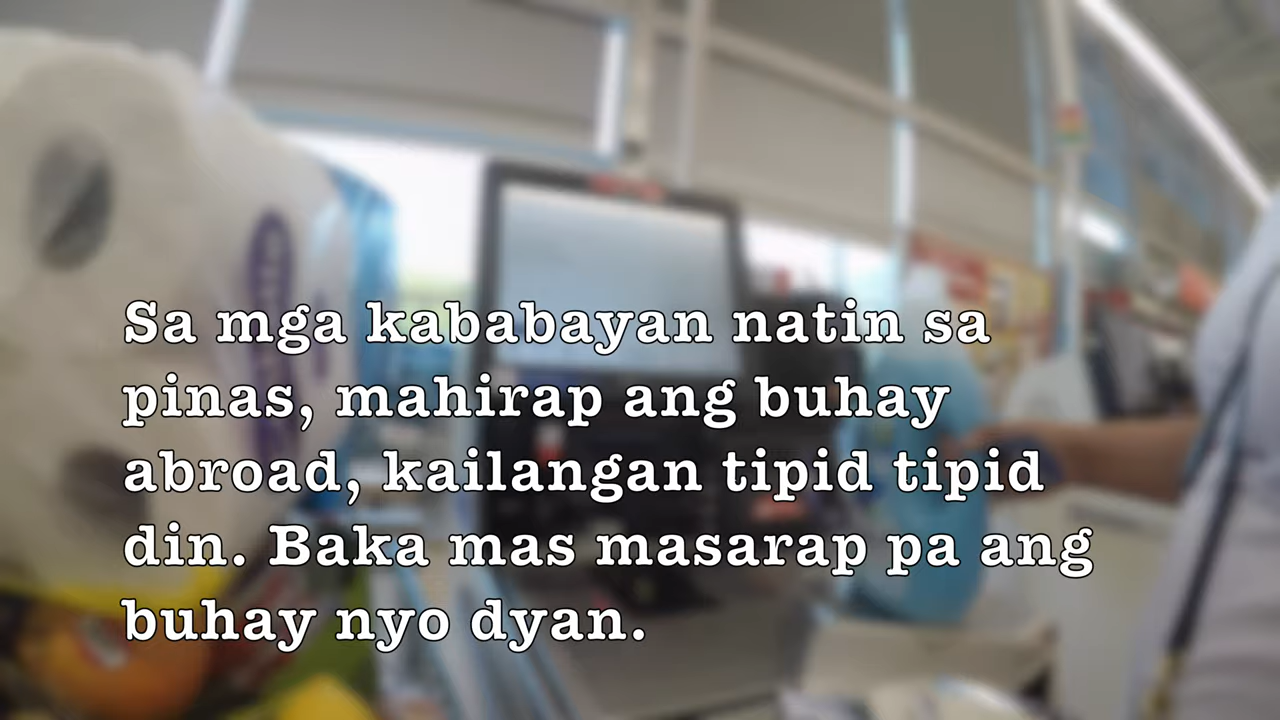 Sa mga kababayan natin sa
pinas, mahirap ang buhay
abroad, kailangan tipid tipid
din. Baka mas masarap pa ang
buhay nyo dyan.